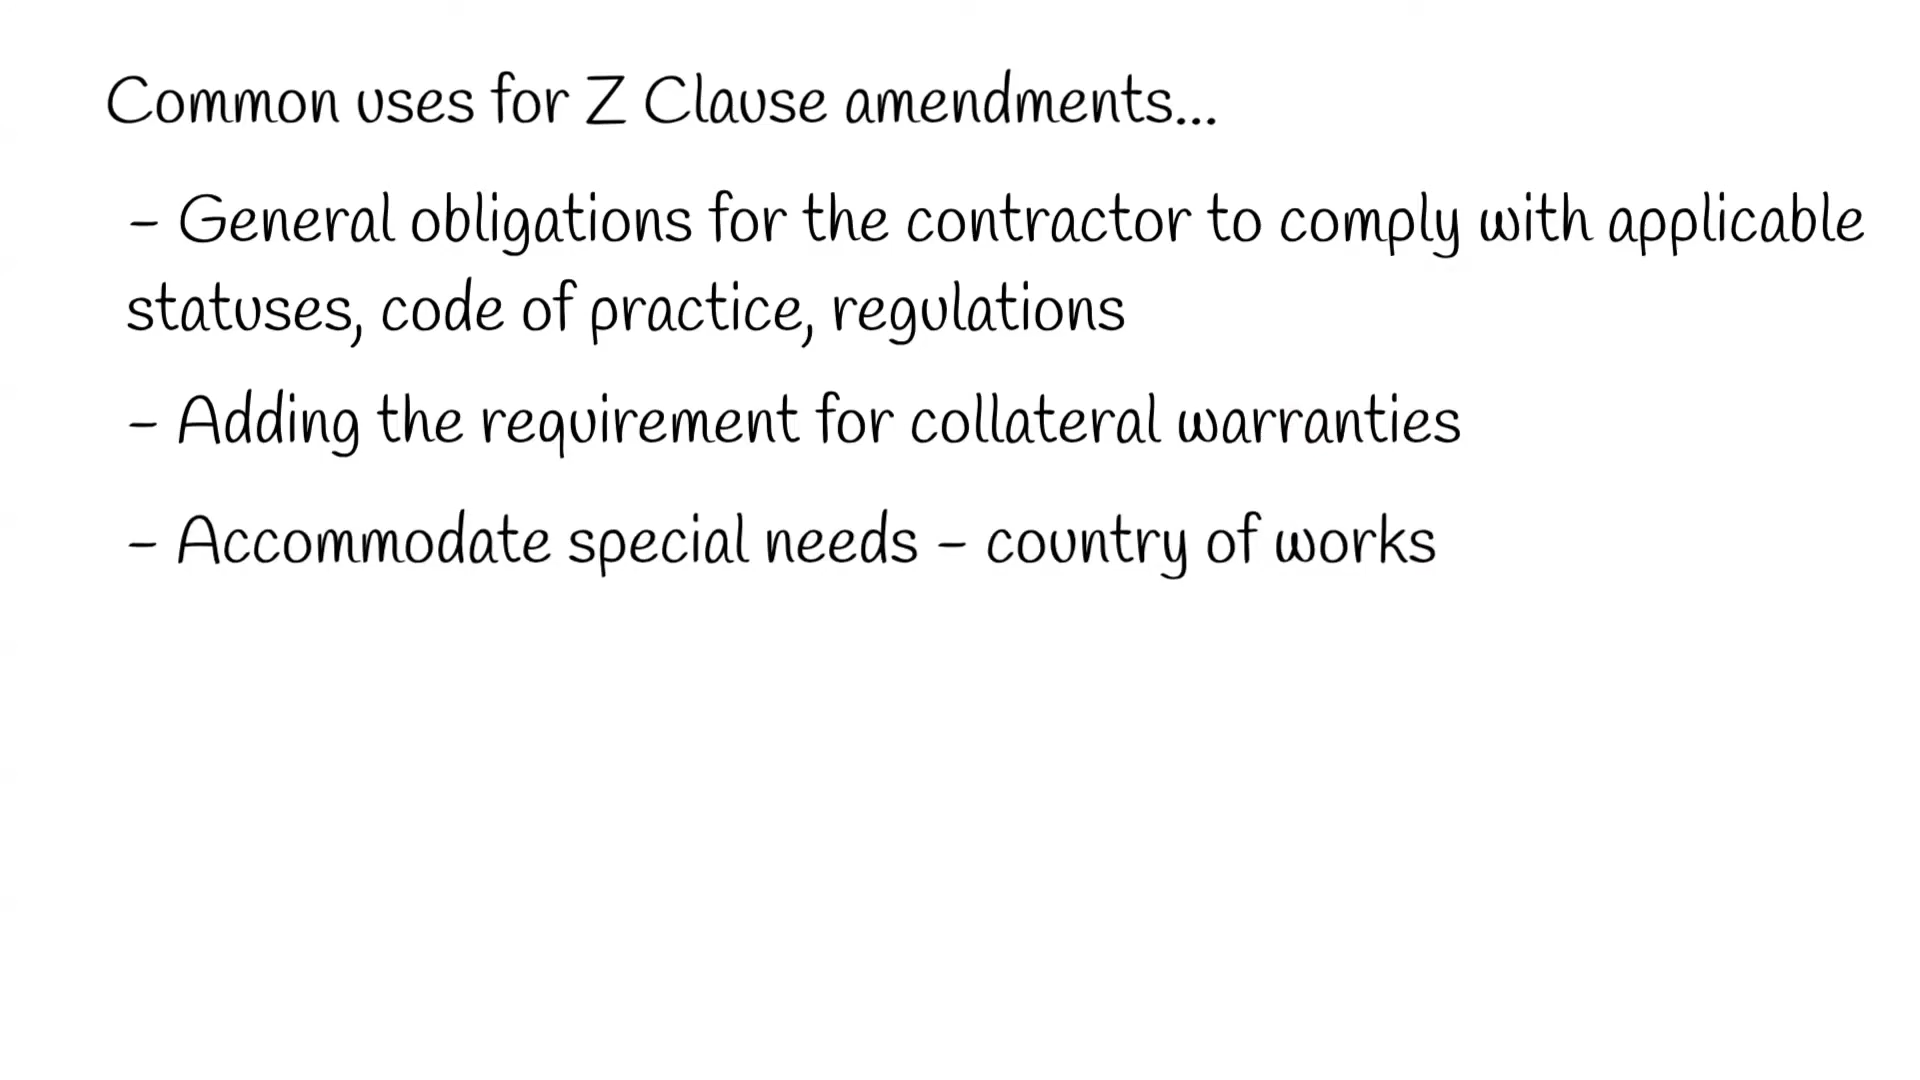 Common uses for Z Clause amendments...
- General obligations for the contractor to comply with applicable
statuses, code of practice, regulations
- Adding the requirement for collateral warranties
- Accommodate special needs - country of works